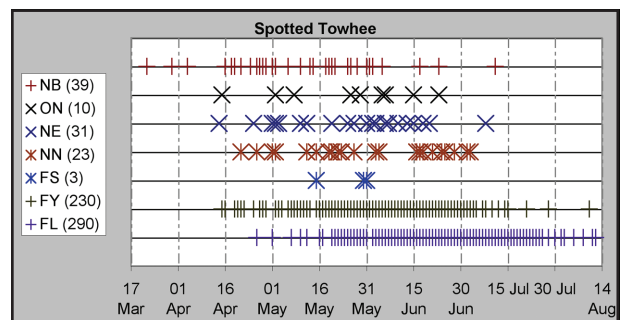 Spotted Towhee
NB (39)
ON (10)
NE (31)
NN (23)
FS (3)
FY (230)
FL (290)
17 01 16 01 16 31 15 30 15 Jul 30 Jul 14
Mar Apr Apr May May May Jun Jun Aug